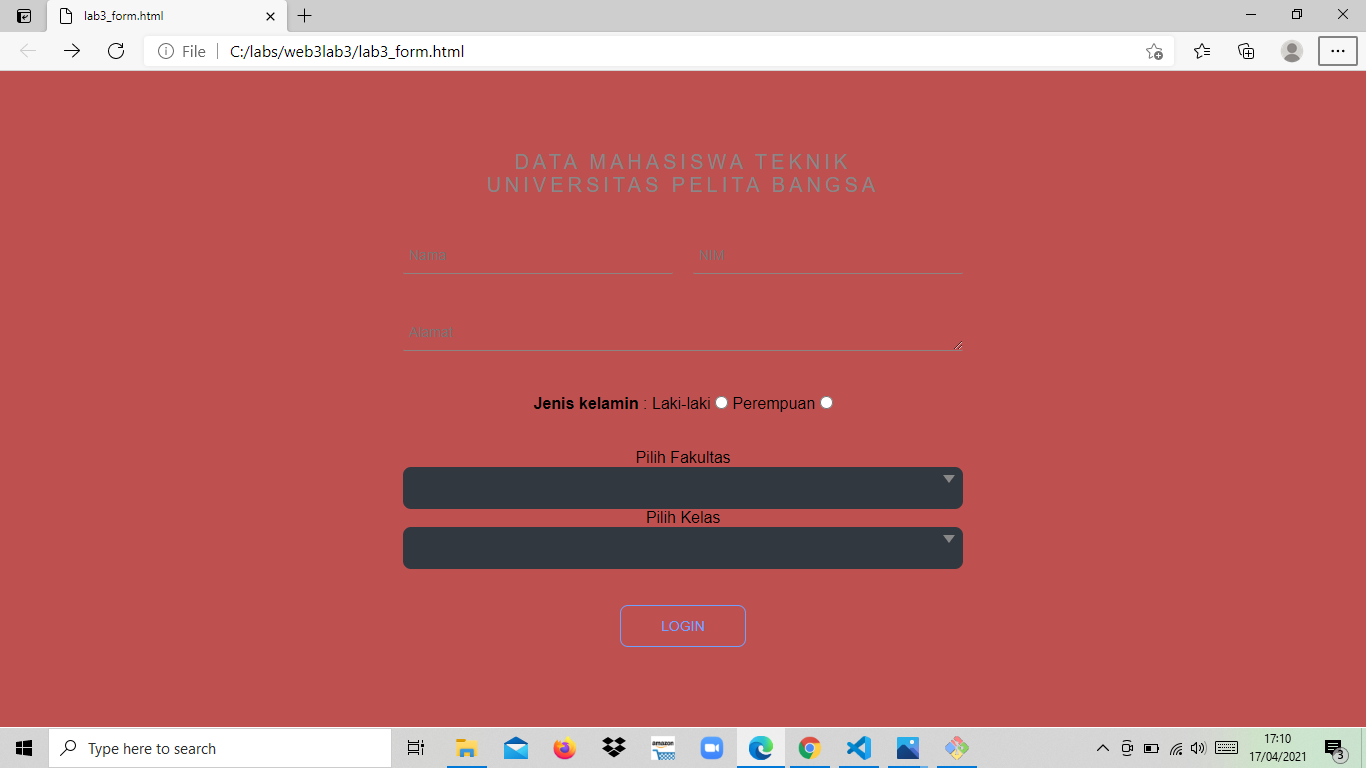 lab3_form.html
File
C:/labs/web3lab3/lab3_form.html
DATA MAHASISWA TEKNIK
UNIVERSITAS PELITA BANGSA
Nama NIM
Alamat
Jenis kelamin : Laki-laki Perempuan
Pilih Fakultas
Pilih Kelas
LOGIN
Type here to search
amazon
17:10
17/04/2021
3